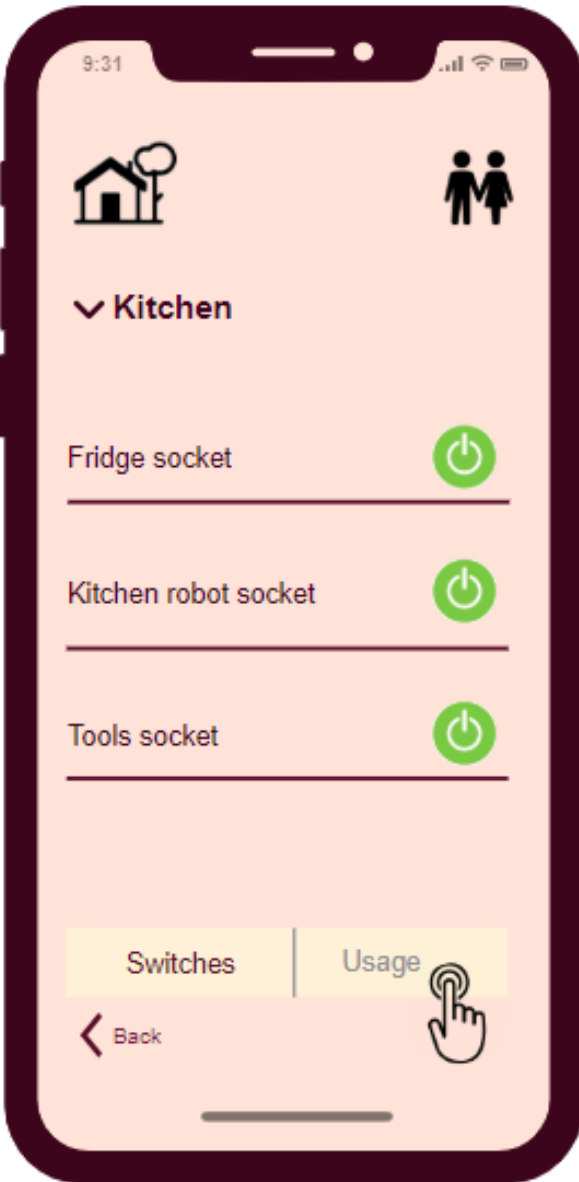 9:31
Kitchen
Fridge socket
Kitchen robot socket
Tools socket
Switches Usage
Back